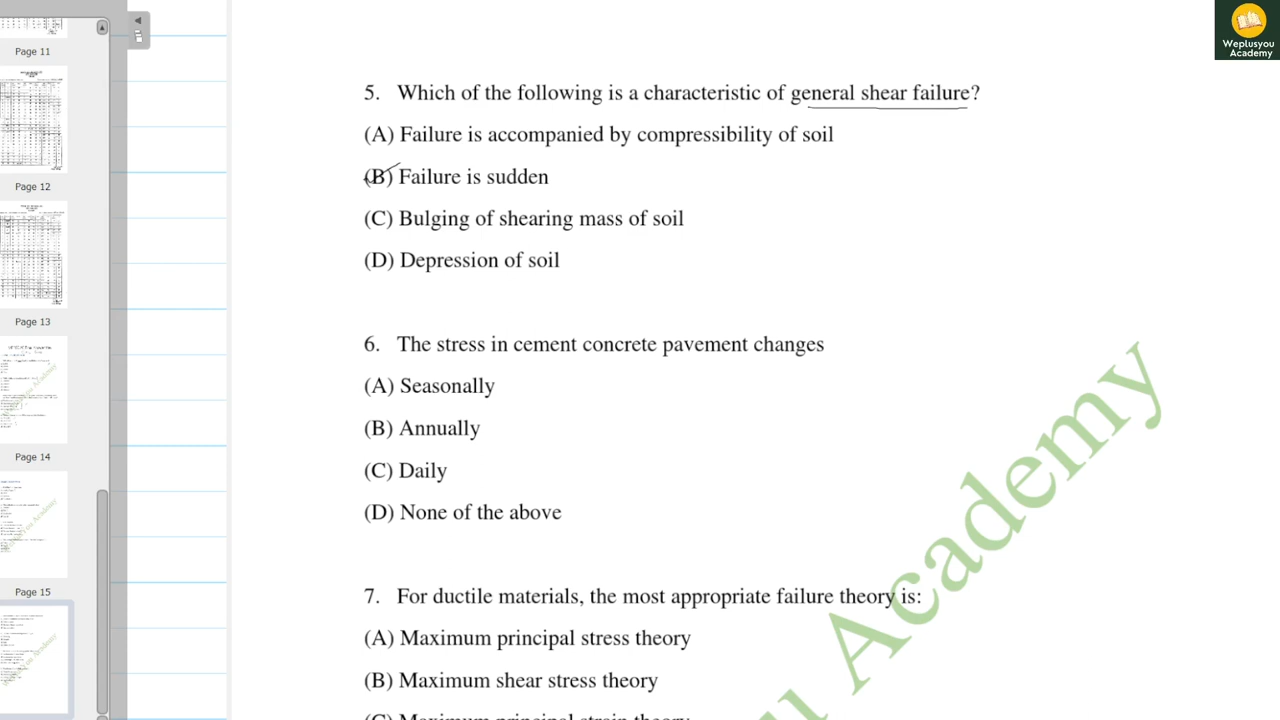 Weplusyou
Academy
Page 11
Page 12
Page 13
Page 14
Page 15
5. Which of the following is a characteristic of general shear failure?
(A) Failure is accompanied by compressibility of soil
(B) Failure is sudden
(C) Bulging of shearing mass of soil
(D) Depression of soil
6. The stress in cement concrete pavement changes
(A) Seasonally
(B) Annually
(C) Daily
(D) None of the above
7. For ductile materials, the most appropriate failure theory is:
(A) Maximum principal stress theory
(B) Maximum shear stress theory
(C) Maximum principal strain theory
u Academy